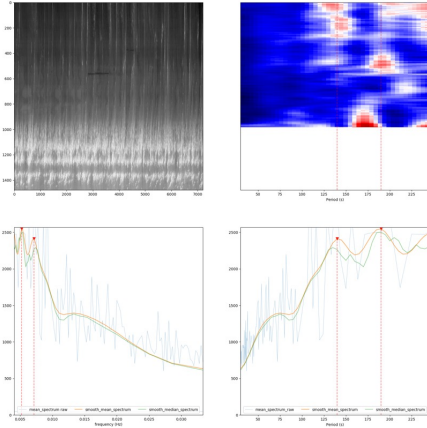 0
200
400
600
800
1000
1200
1400
0 1000 2000 3000 4000 5000 6000 7000
50 75 100 125 150 175 200 225
Period (s)
2500
2000
1500
1000
500
0
0.005 0.010 0.015 0.020 0.025 0.030
frequency (Hz)
mean_spectrum raw smooth_mean_spectrum smooth_median_spectrum
2500
2000
1500
1000
500
0
50 75 100 125 150 175 200 225
Period (s)
mean_spectrum_raw smooth_mean_spectrum smooth_median_spectrum